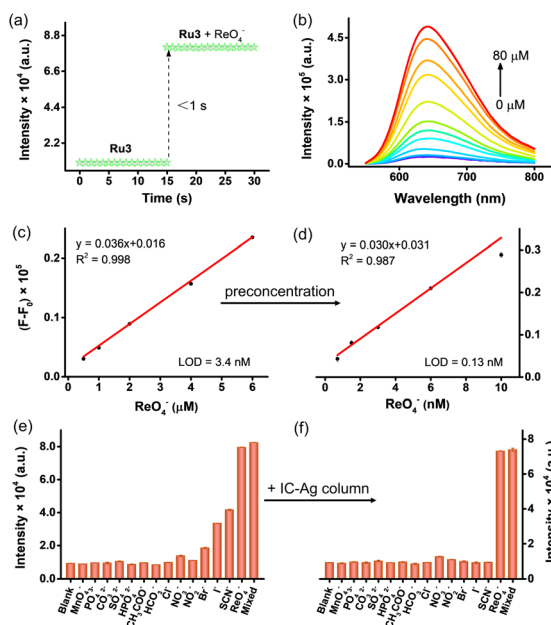 (a)
Ru3 + ReO₄⁻
<1 s
Ru3
Intensity × 10⁴ (a.u.)
8.2
6.2
4.2
2.2
0 5 10 15 20 25 30
Time (s)
(b)
80 μM
0 μM
Intensity × 10⁵ (a.u.)
4.5
3.0
1.5
0.0
600 700 800
Wavelength (nm)
(c)
y = 0.036x+0.016
R² = 0.998
LOD = 3.4 nM
(F-F₀) × 10⁵
0.2
0.1
0.0
0 2 4 6
ReO₄⁻ (μM)
preconcentration
(d)
y = 0.030x+0.031
R² = 0.987
LOD = 0.13 nM
0.3
0.2
0.1
0.0
0 2 4 6 8 10
ReO₄⁻ (nM)
(e)
Intensity × 10⁴ (a.u.)
8.0
6.0
4.0
2.0
0.0
Blank
MnO₄⁻
PO₄³⁻
CO₃²⁻
SO₄²⁻
HPO₄²⁻
CH₃COO⁻
HCO₃⁻
Cl⁻
NO₃⁻
NO₂⁻
Br⁻
I⁻
SCN⁻
ReO₄⁻
Mixed
+ IC-Ag column
(f)
8
6
4
2
0
Intensity × 10⁴ (a.u.)
Blank
MnO₄⁻
PO₄³⁻
CO₃²⁻
SO₄²⁻
HPO₄²⁻
CH₃COO⁻
HCO₃⁻
Cl⁻
NO₃⁻
NO₂⁻
Br⁻
I⁻
SCN⁻
ReO₄⁻
Mixed